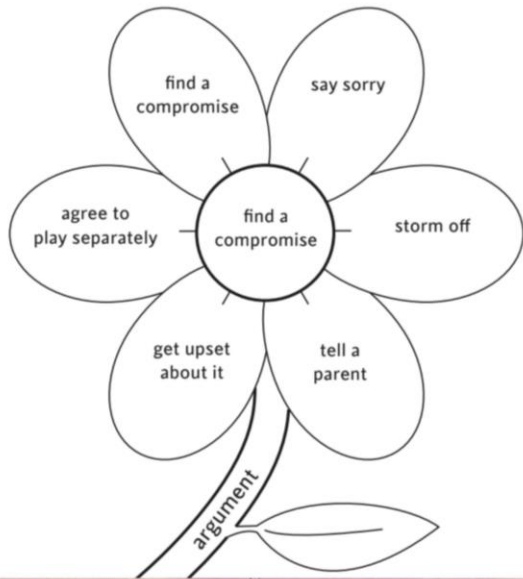 find a
compromise
say sorry
agree to
play separately
find a
compromise
storm off
get upset
about it
tell a
parent
argument